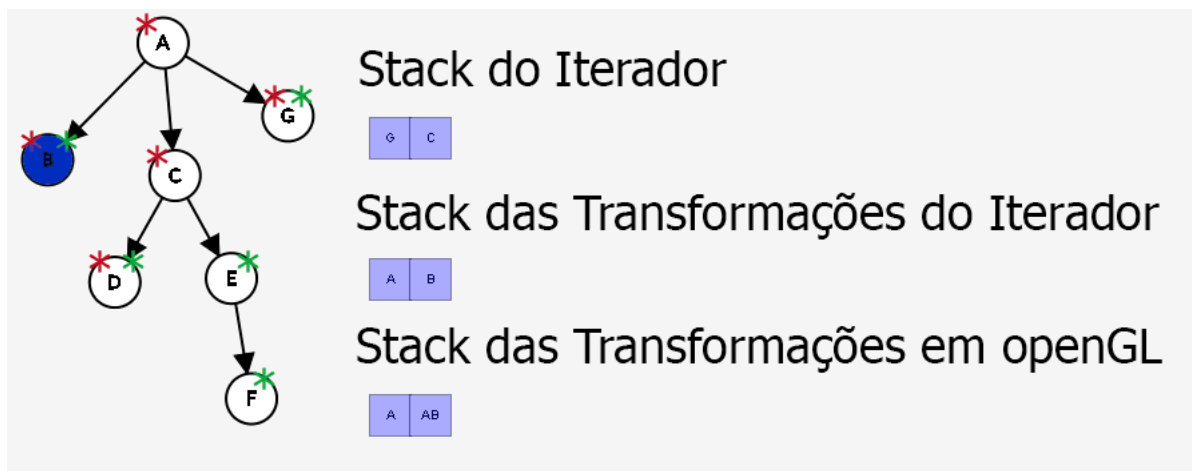 A
G
B
C
D
E
F
Stack do Iterador
G C
Stack das Transformações do Iterador
A B
Stack das Transformações em openGL
A AB